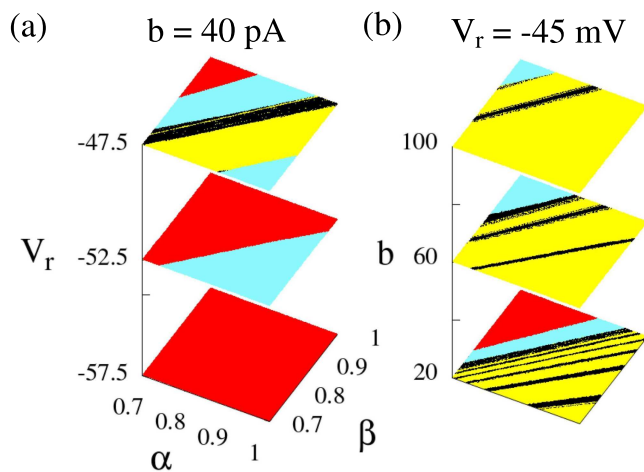 (a) b = 40 pA
(b) V_r = -45 mV
-47.5
V_r
-52.5
-57.5
0.7 0.8 0.9 1
α
0.7 0.8 0.9 1
β
100
b
60
20